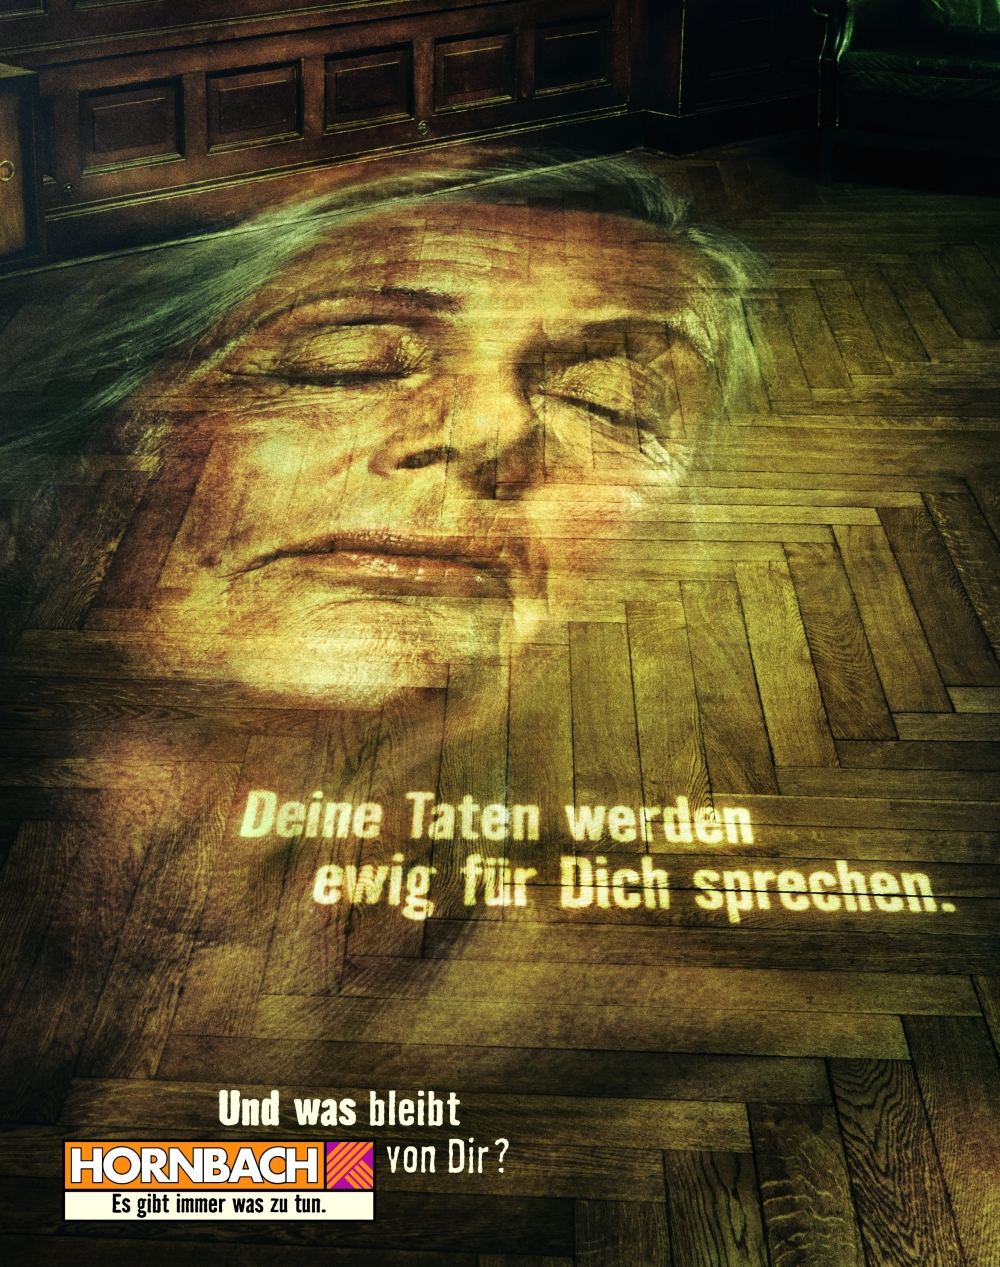 Deine Taten werden
ewig für Dich sprechen.
Und was bleibt
von Dir?
HORNBACH
Es gibt immer was zu tun.